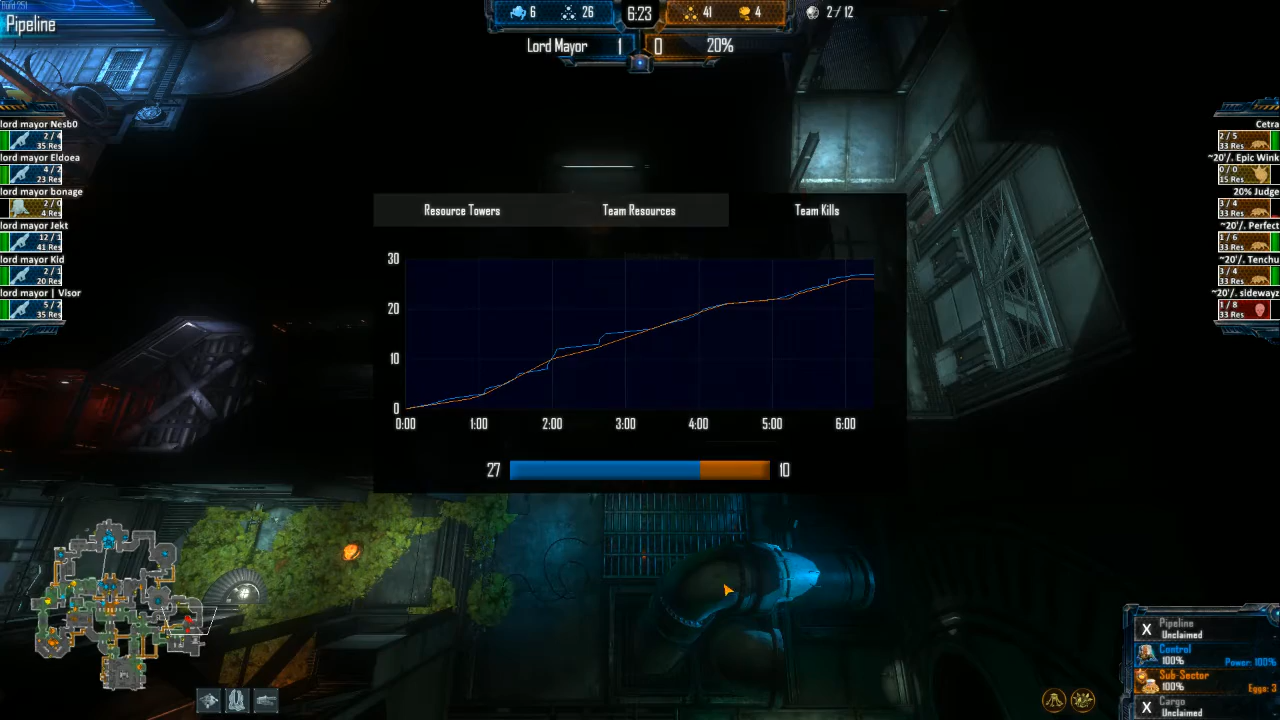 Build 251
Pipeline
6 26 6:23 41 4 2 / 12
Lord Mayor 1 0 20%
lord mayor Nesb0
2 / 4
35 Res
lord mayor Eldoea
4 / 2
23 Res
lord mayor bonage
2 / 0
4 Res
lord mayor Jekt
12 / 1
41 Res
lord mayor Kid
2 / 1
20 Res
lord mayor | Visor
5 / 2
35 Res
Cetra
2 / 5
33 Res
~20'/. Epic Wink
0 / 0
15 Res
20% Judge
3 / 4
33 Res
~20'/. Perfect
1 / 6
33 Res
~20'/. Tenchu
3 / 4
33 Res
~20'/. sidewayz
1 / 8
33 Res
Resource Towers Team Resources Team Kills
30
20
10
0
0:00 1:00 2:00 3:00 4:00 5:00 6:00
27 10
X Pipeline
Unclaimed
Control
100% Power: 100%
Sub-Sector
100% Eggs: 3
X Cargo
Unclaimed